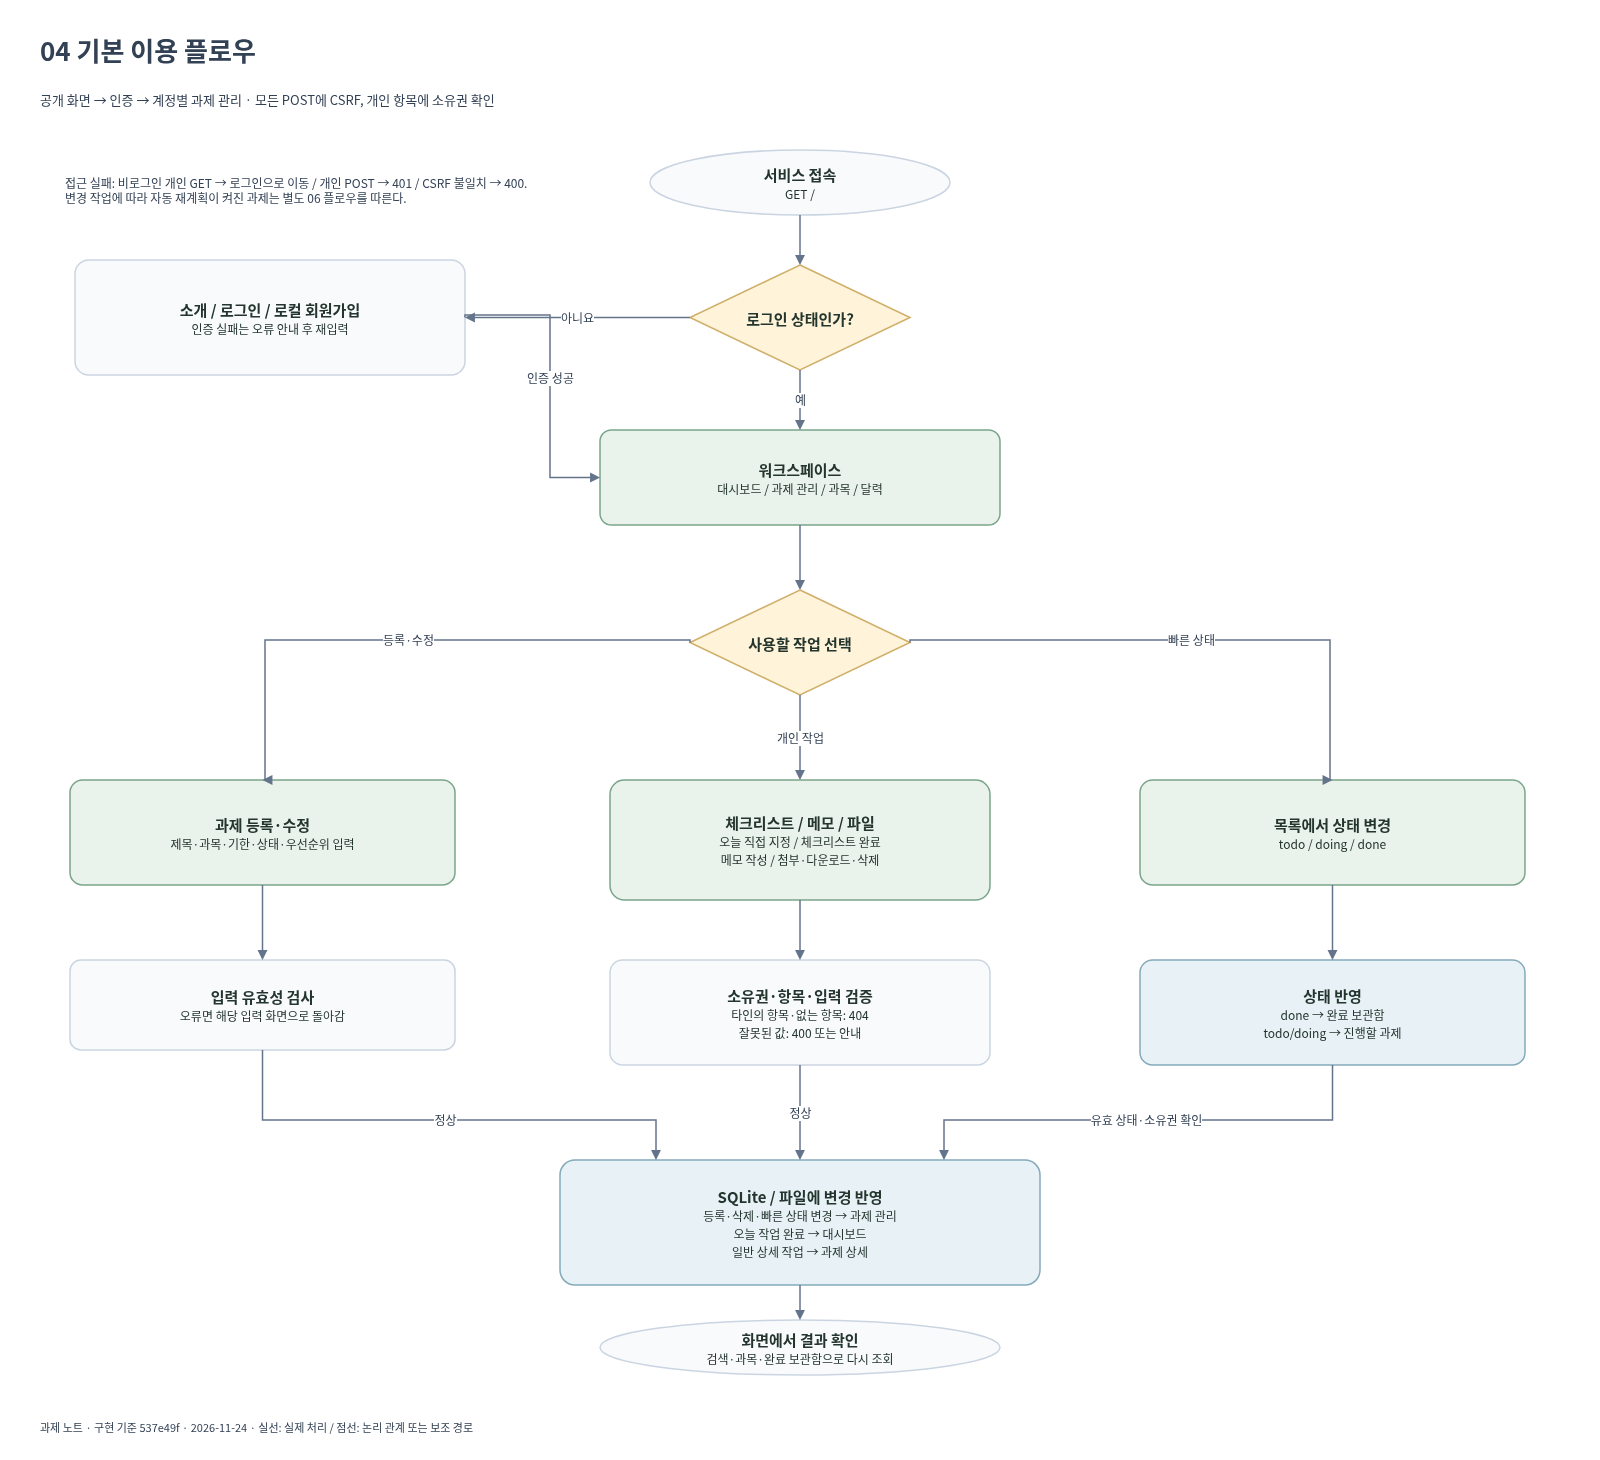 04 기본 이용 플로우
공개 화면 → 인증 → 계정별 과제 관리 · 모든 POST에 CSRF, 개인 항목에 소유권 확인
접근 실패: 비로그인 개인 GET → 로그인으로 이동 / 개인 POST → 401 / CSRF 불일치 → 400.
변경 작업에 따라 자동 재계획이 켜진 과제는 별도 06 플로우를 따른다.
서비스 접속
GET /
로그인 상태인가?
아니요
소개 / 로그인 / 로컬 회원가입
인증 실패는 오류 안내 후 재입력
인증 성공
예
워크스페이스
대시보드 / 과제 관리 / 과목 / 달력
사용할 작업 선택
등록·수정
빠른 상태
개인 작업
과제 등록·수정
제목·과목·기한·상태·우선순위 입력
체크리스트 / 메모 / 파일
오늘 직접 지정 / 체크리스트 완료
메모 작성 / 첨부·다운로드·삭제
목록에서 상태 변경
todo / doing / done
입력 유효성 검사
오류면 해당 입력 화면으로 돌아감
소유권·항목·입력 검증
타인의 항목·없는 항목: 404
잘못된 값: 400 또는 안내
상태 반영
done → 완료 보관함
todo/doing → 진행할 과제
정상
정상
유효 상태·소유권 확인
SQLite / 파일에 변경 반영
등록·삭제·빠른 상태 변경 → 과제 관리
오늘 작업 완료 → 대시보드
일반 상세 작업 → 과제 상세
화면에서 결과 확인
검색·과목·완료 보관함으로 다시 조회
과제 노트 · 구현 기준 537e49f · 2026-11-24 · 실선: 실제 처리 / 점선: 논리 관계 또는 보조 경로